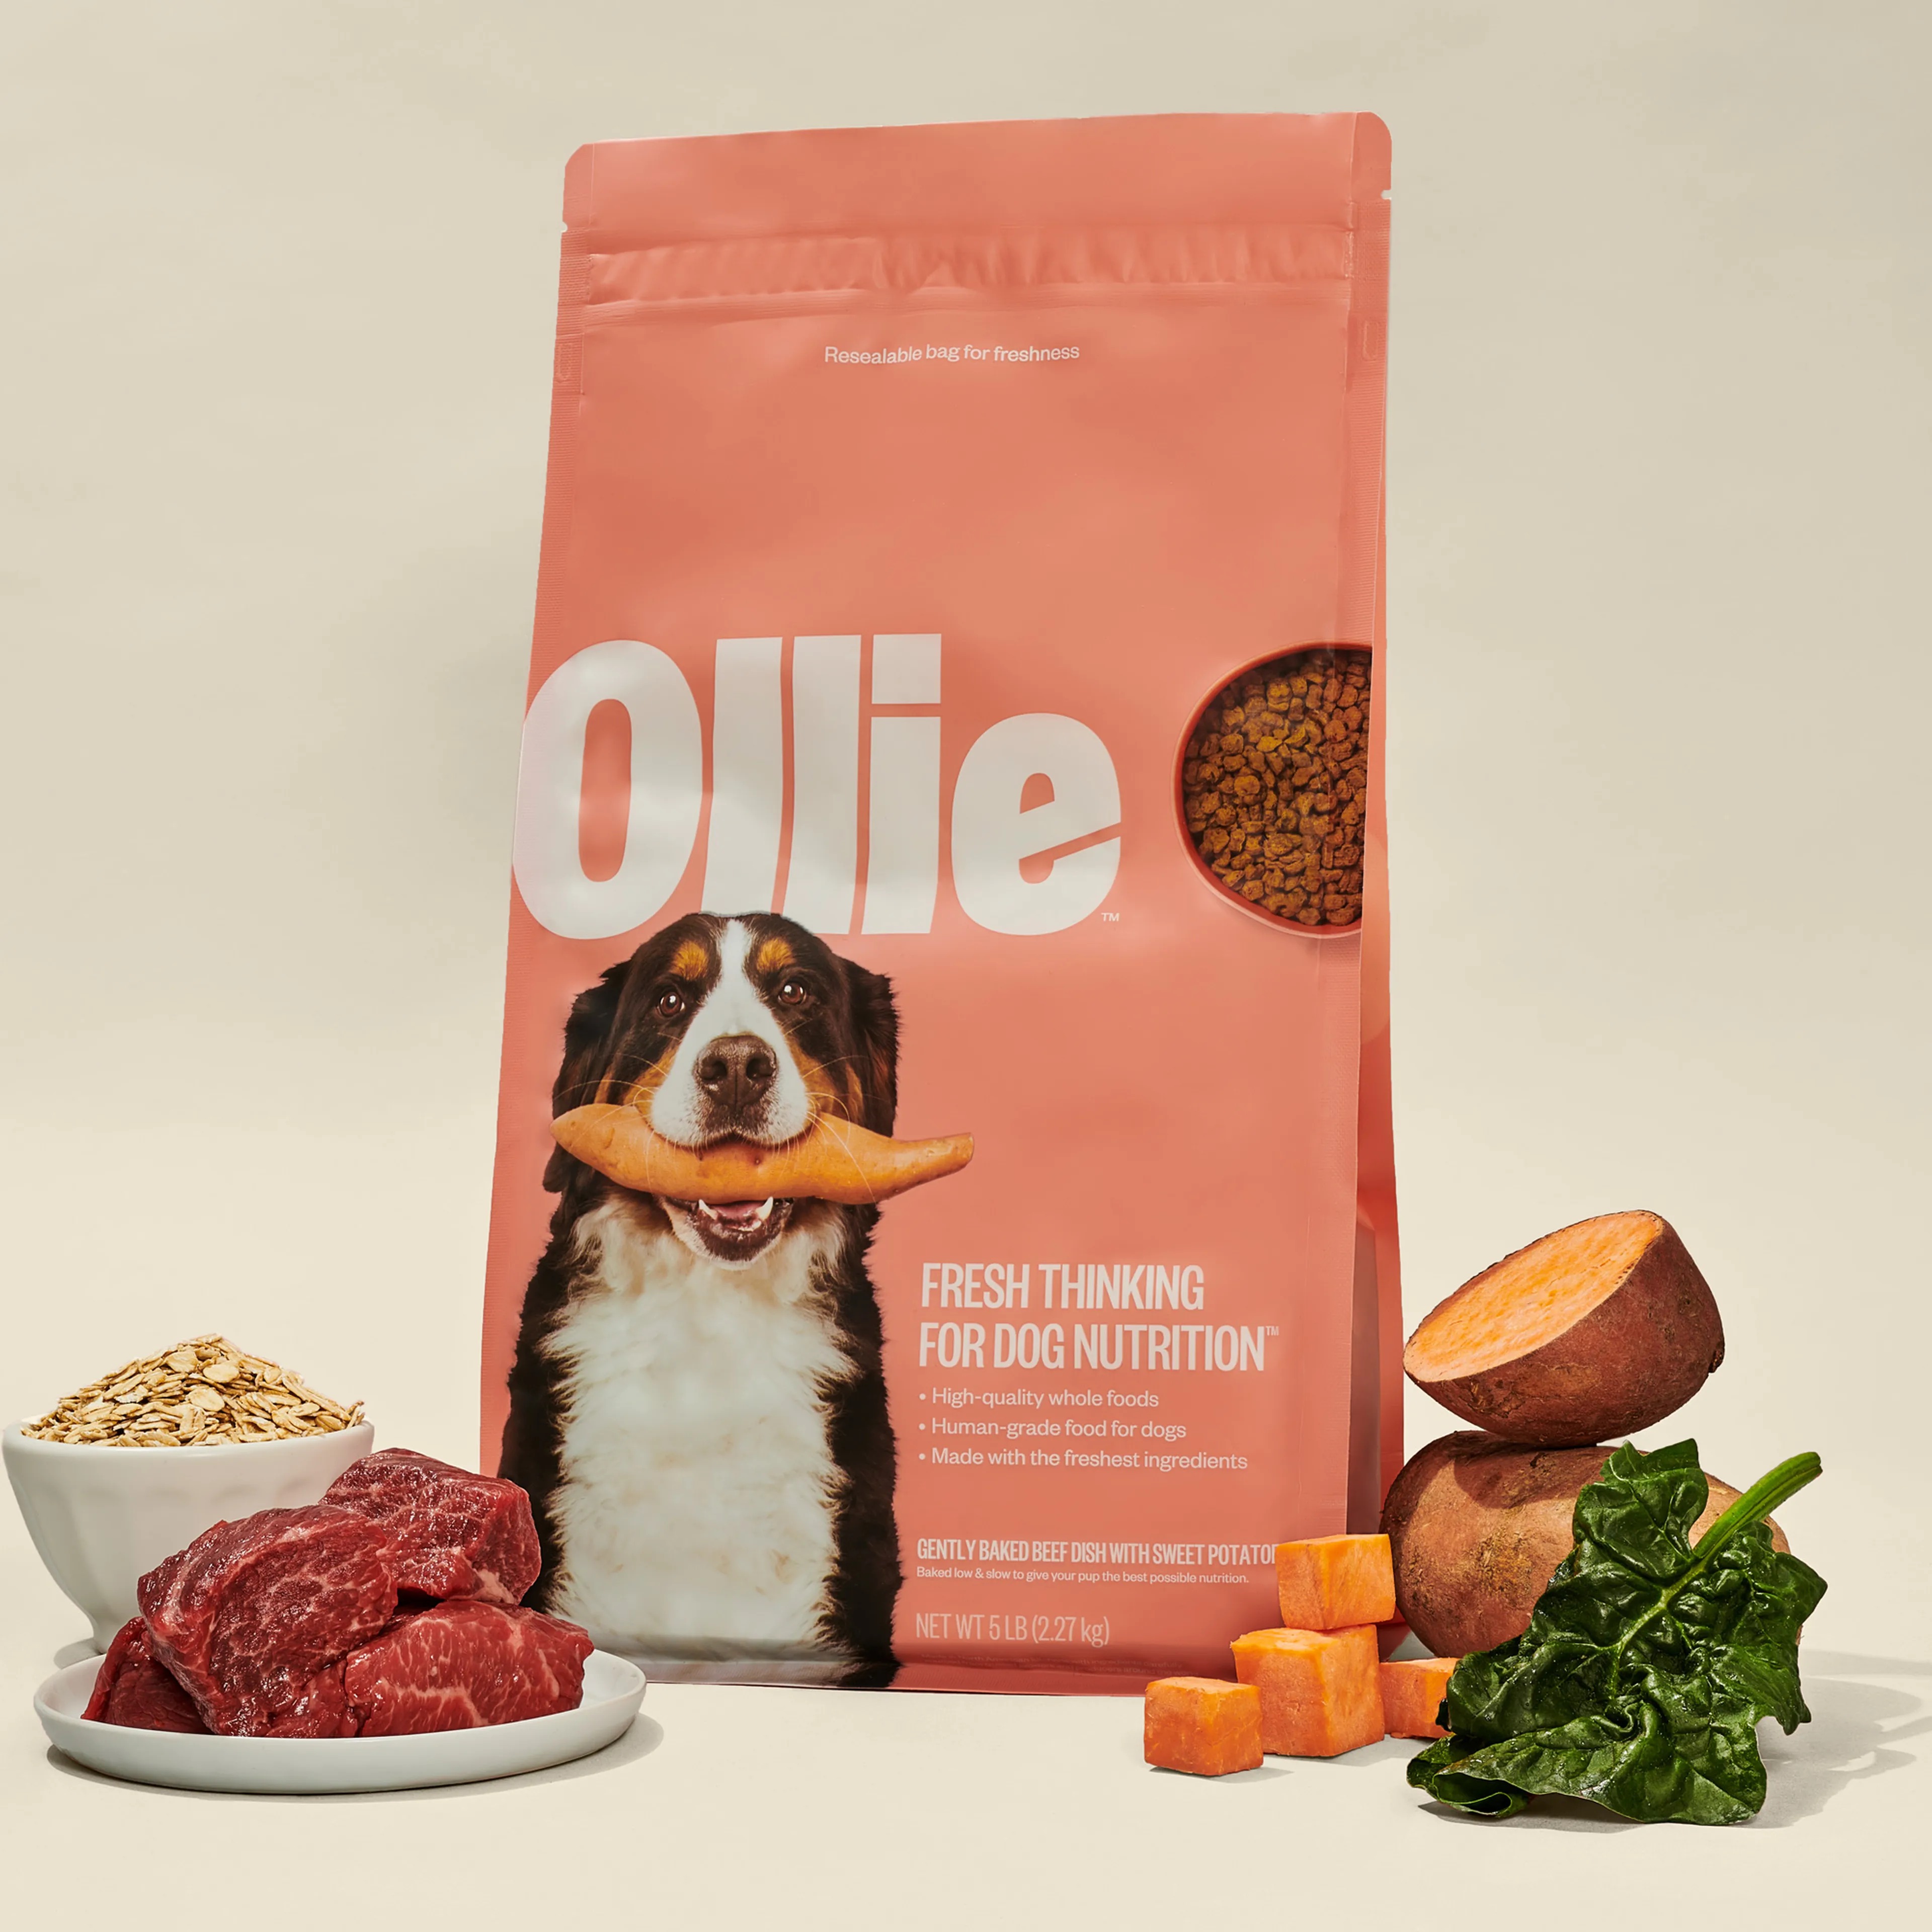 Resealable bag for freshness
Ollie™
FRESH THINKING
FOR DOG NUTRITION™
• High-quality whole foods
• Human-grade food for dogs
• Made with the freshest ingredients
GENTLY BAKED BEEF DISH WITH SWEET POTATOE
Baked low & slow to give your pup the best possible nutrition.
NET WT 5 LB (2.27 kg)